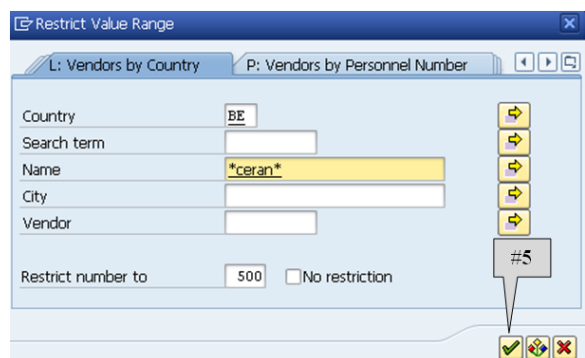 Restrict Value Range
L: Vendors by Country P: Vendors by Personnel Number
Country BE
Search term
Name *ceran*
City
Vendor
#5
Restrict number to 500 No restriction